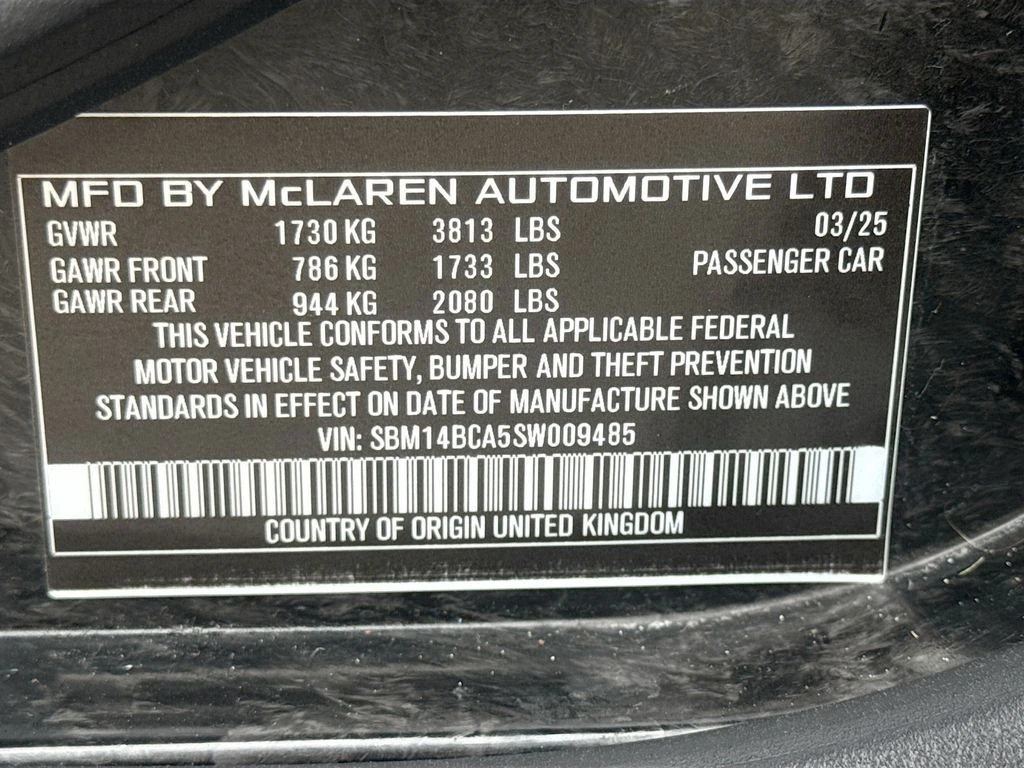 MFD BY McLAREN AUTOMOTIVE LTD
GVWR 1730 KG 3813 LBS 03/25
GAWR FRONT 786 KG 1733 LBS PASSENGER CAR
GAWR REAR 944 KG 2080 LBS
THIS VEHICLE CONFORMS TO ALL APPLICABLE FEDERAL
MOTOR VEHICLE SAFETY, BUMPER AND THEFT PREVENTION
STANDARDS IN EFFECT ON DATE OF MANUFACTURE SHOWN ABOVE
VIN: SBM14BCA5SW009485
COUNTRY OF ORIGIN UNITED KINGDOM